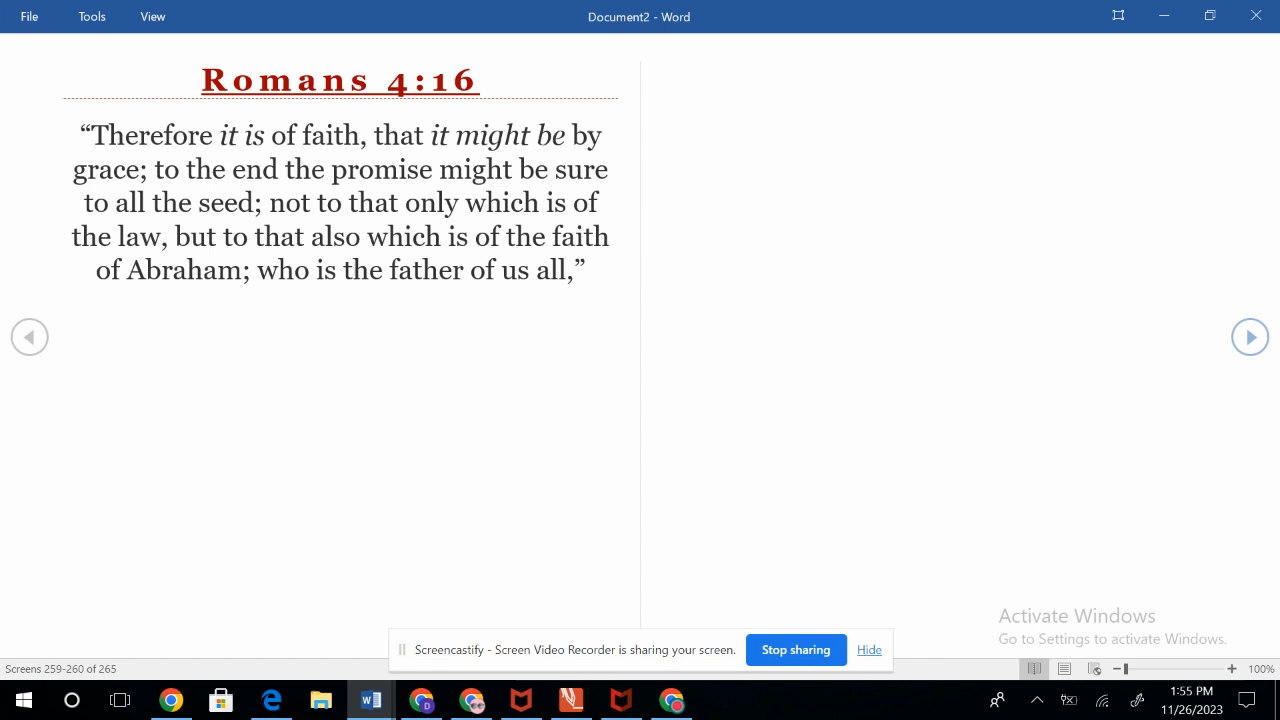 File Tools View Document2 - Word
Romans 4:16
“Therefore it is of faith, that it might be by
grace; to the end the promise might be sure
to all the seed; not to that only which is of
the law, but to that also which is of the faith
of Abraham; who is the father of us all,”
Activate Windows
Go to Settings to activate Windows.
Screencastify - Screen Video Recorder is sharing your screen. Stop sharing Hide
Screens 259-260 of 265 100%
1:55 PM
11/26/2023